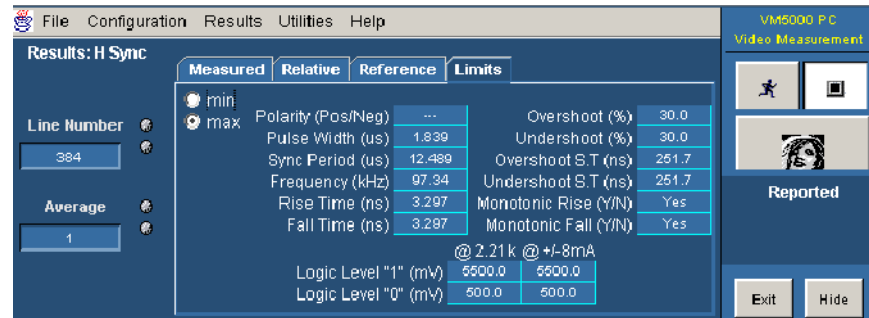 File Configuration Results Utilities Help
VM5000 PC
Video Measurement
Results: H Sync
Measured Relative Reference Limits
min
max
Line Number
384
Average
1
Polarity (Pos/Neg) --- Overshoot (%) 30.0
Pulse Width (us) 1.839 Undershoot (%) 30.0
Sync Period (us) 12.489 Overshoot S.T (ns) 251.7
Frequency (kHz) 97.34 Undershoot S.T (ns) 251.7
Rise Time (ns) 3.297 Monotonic Rise (Y/N) Yes
Fall Time (ns) 3.297 Monotonic Fall (Y/N) Yes
@ 2.21k @ +/-8mA
Logic Level "1" (mV) 5500.0 5500.0
Logic Level "0" (mV) 500.0 500.0
Reported
Exit Hide